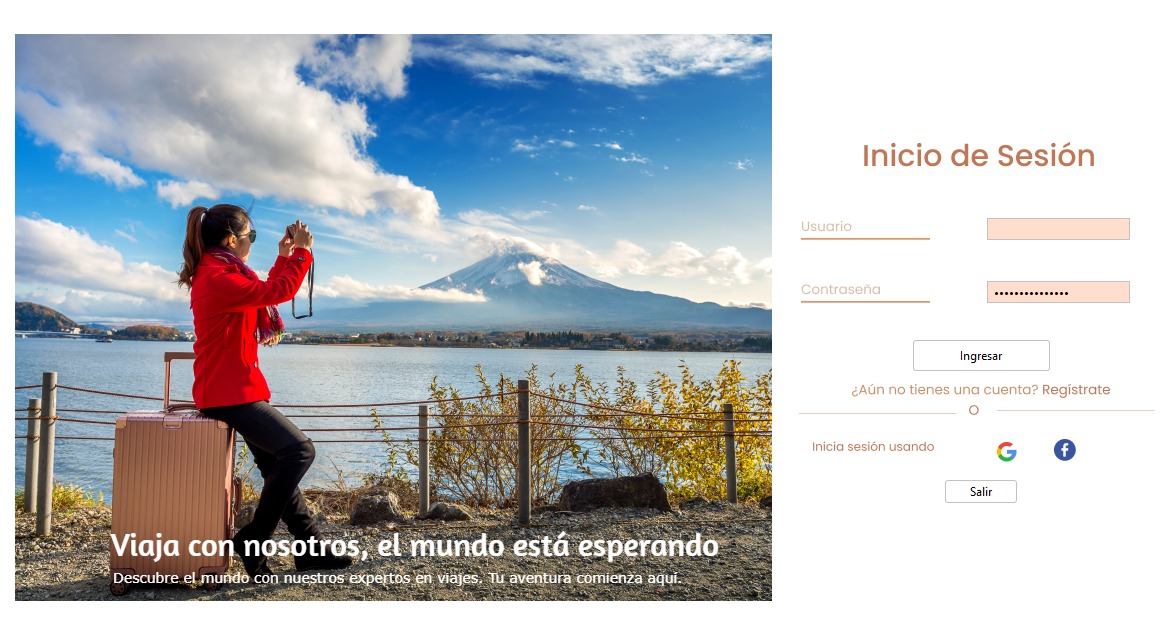 Inicio de Sesión
Usuario
Contraseña
•••••••••••••••
Ingresar
¿Aún no tienes una cuenta? Regístrate
O
Inicia sesión usando
G f
Salir
Viaja con nosotros, el mundo está esperando
Descubre el mundo con nuestros expertos en viajes. Tu aventura comienza aquí.